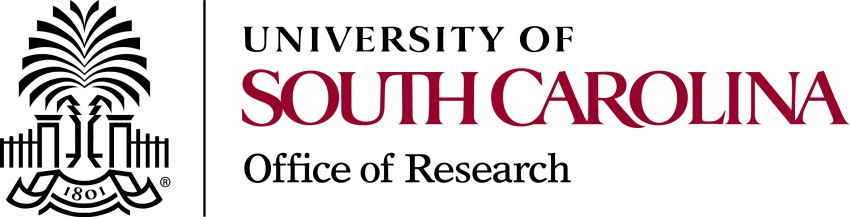 UNIVERSITY OF
SOUTH CAROLINA
Office of Research
1801 ®